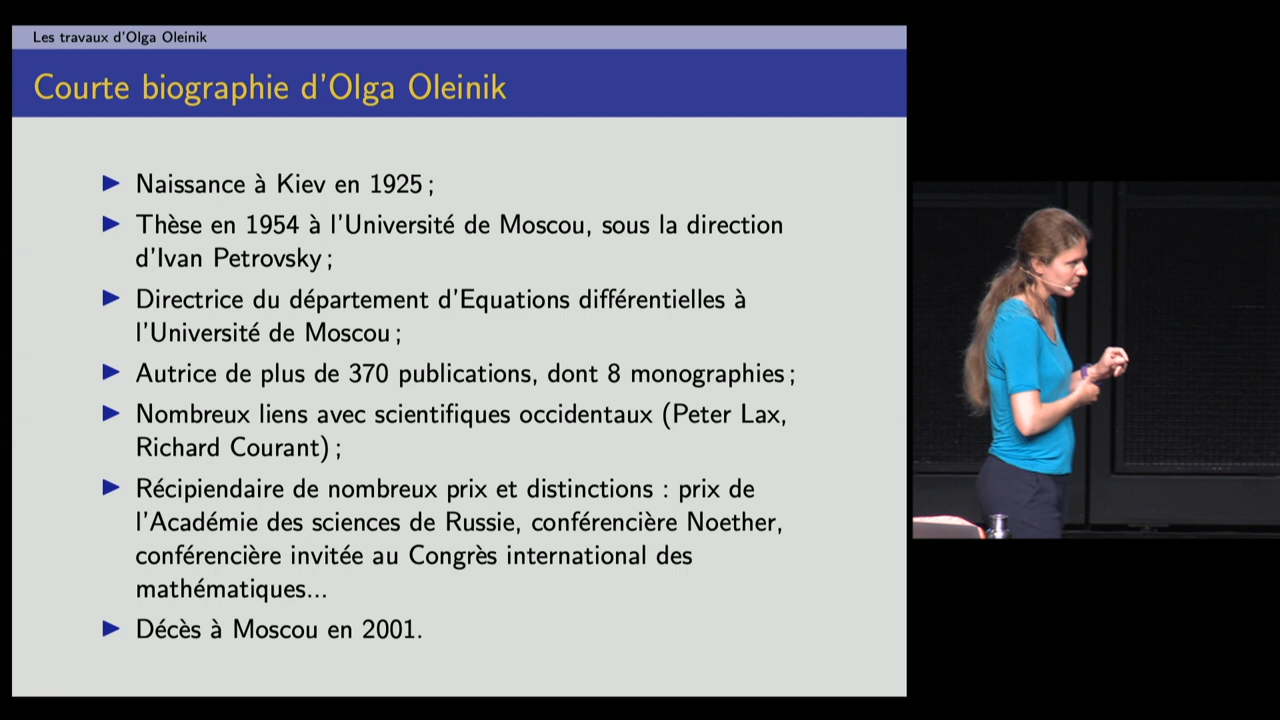 Les travaux d'Olga Oleinik
Courte biographie d'Olga Oleinik
Naissance à Kiev en 1925 ;
Thèse en 1954 à l'Université de Moscou, sous la direction
d'Ivan Petrovsky ;
Directrice du département d'Equations différentielles à
l'Université de Moscou ;
Autrice de plus de 370 publications, dont 8 monographies ;
Nombreux liens avec scientifiques occidentaux (Peter Lax,
Richard Courant) ;
Récipiendaire de nombreux prix et distinctions : prix de
l'Académie des sciences de Russie, conférencière Noether,
conférencière invitée au Congrès international des
mathématiques...
Décès à Moscou en 2001.